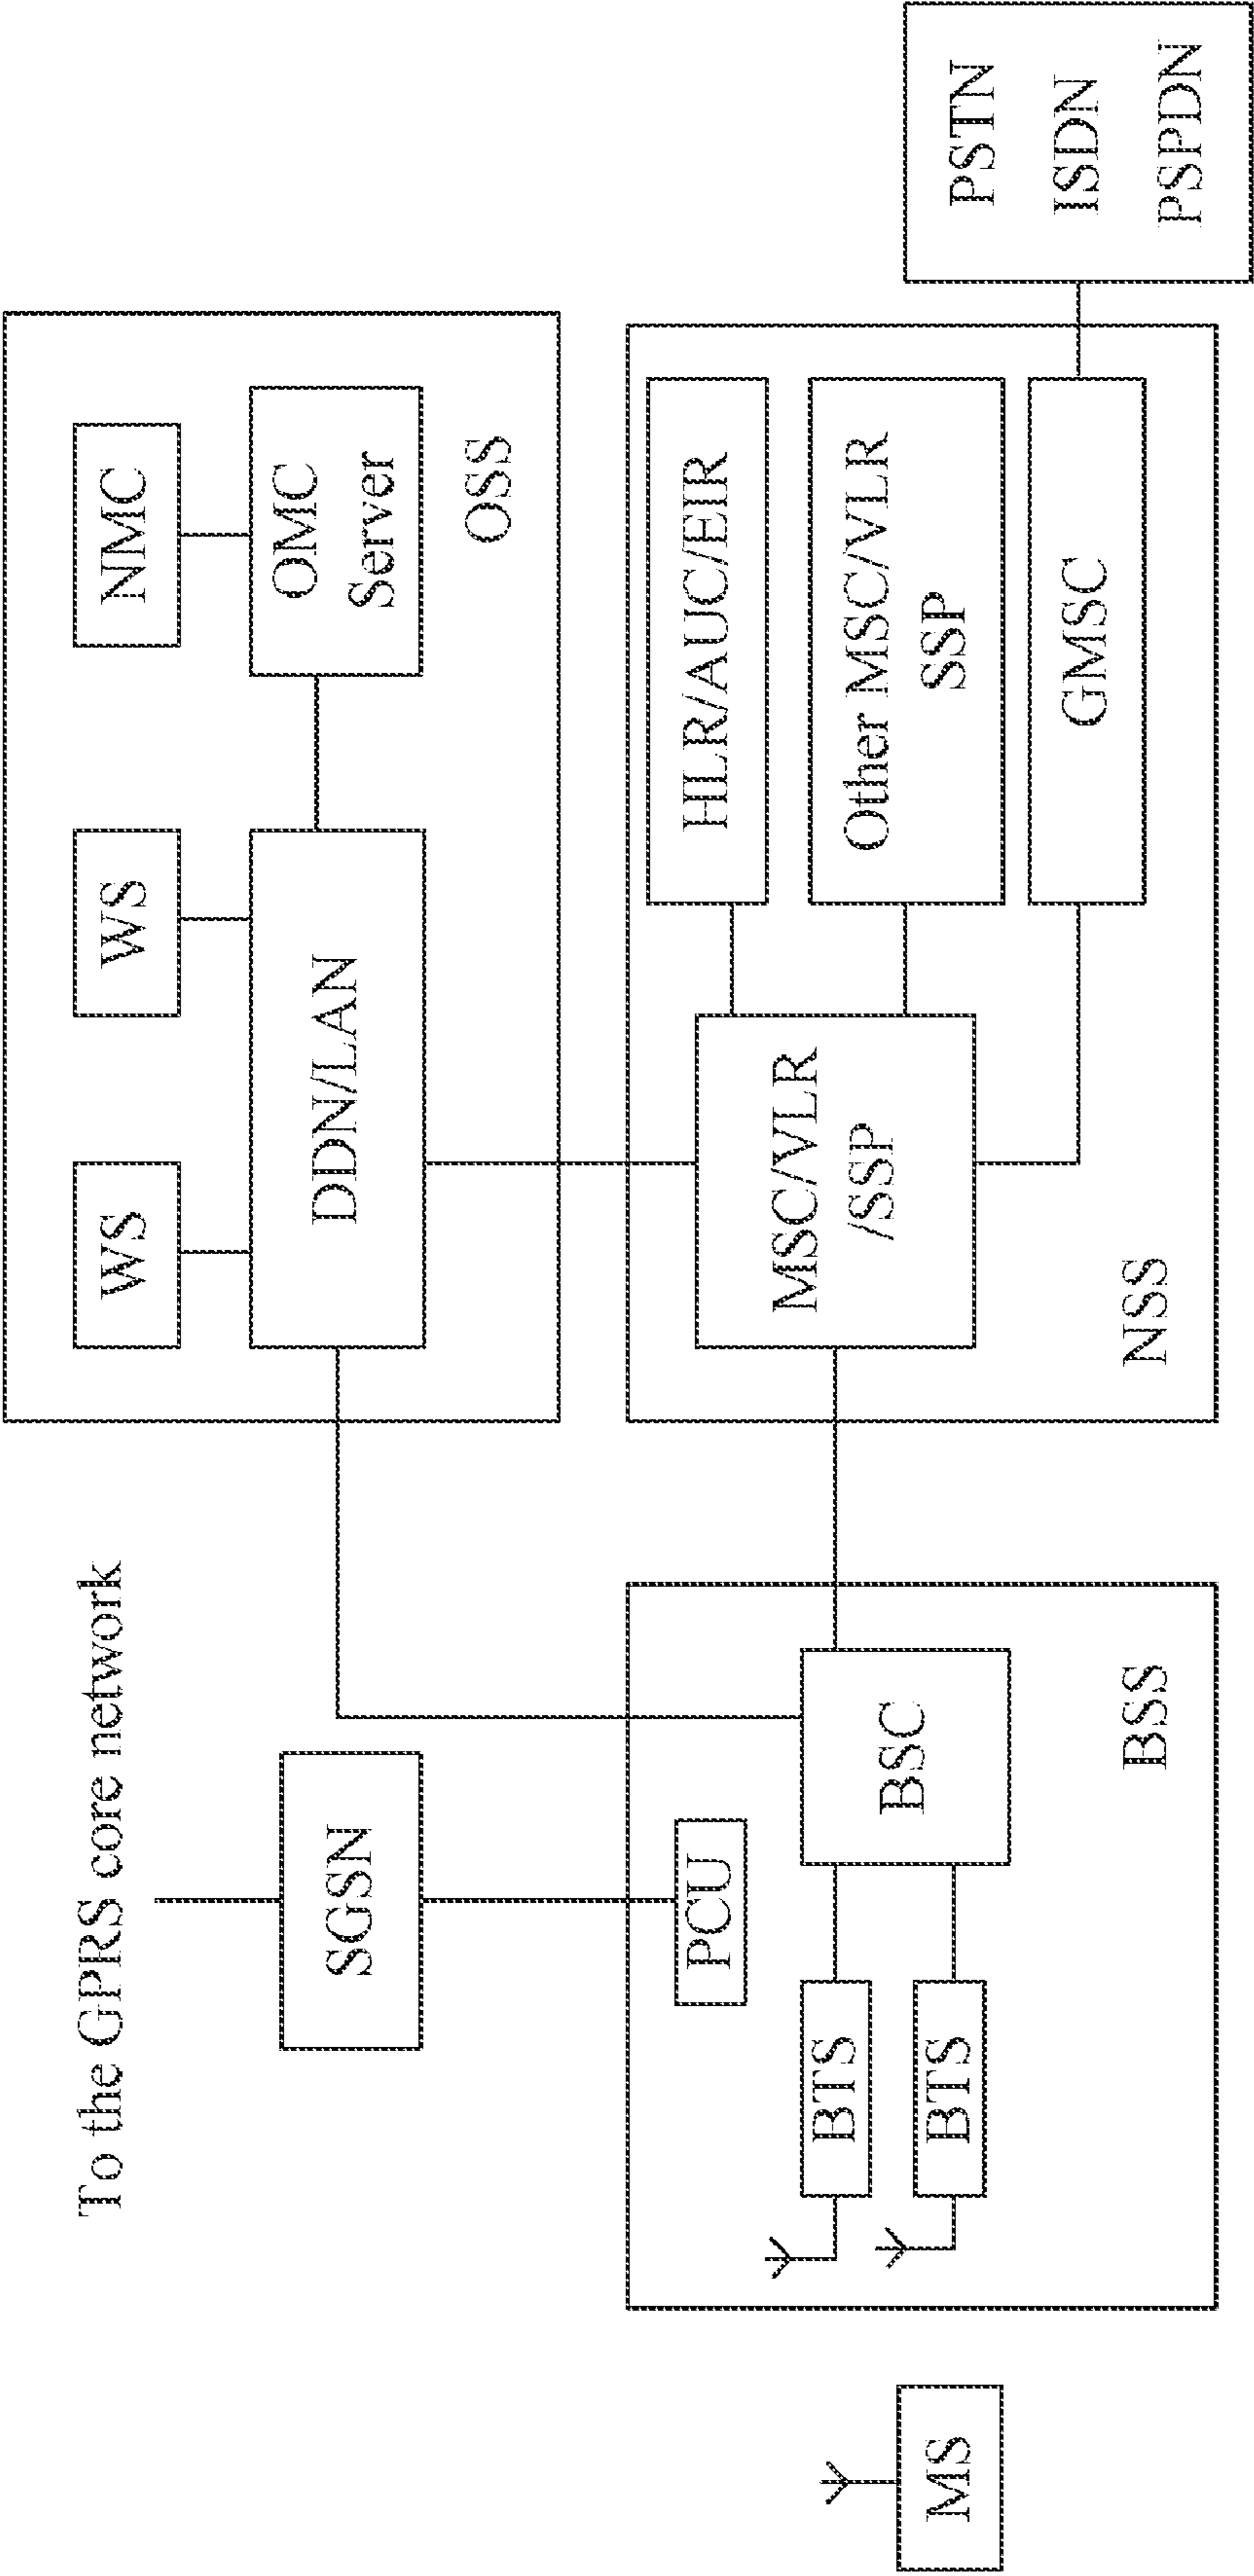 To the GPRS core network
WS
WS
NMC
SGSN
DDN/LAN
OMC
Server
OSS
PCU
HLR/AUC/EIR
BTS
BTS
BSC
MSC/VLR
/SSP
Other MSC/VLR
SSP
MS
GMSC
PSTN
ISDN
PSPDN
BSS
NSS